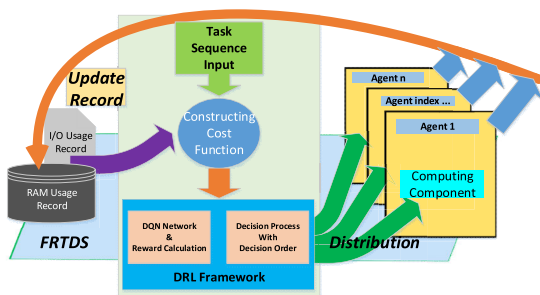 Task
Sequence
Input
Update
Record
I/O Usage
Record
RAM Usage
Record
Constructing
Cost
Function
Agent n
Agent index ...
Agent 1
Computing
Component
DQN Network
&
Reward Calculation
Decision Process
With
Decision Order
DRL Framework
FRTDS
Distribution